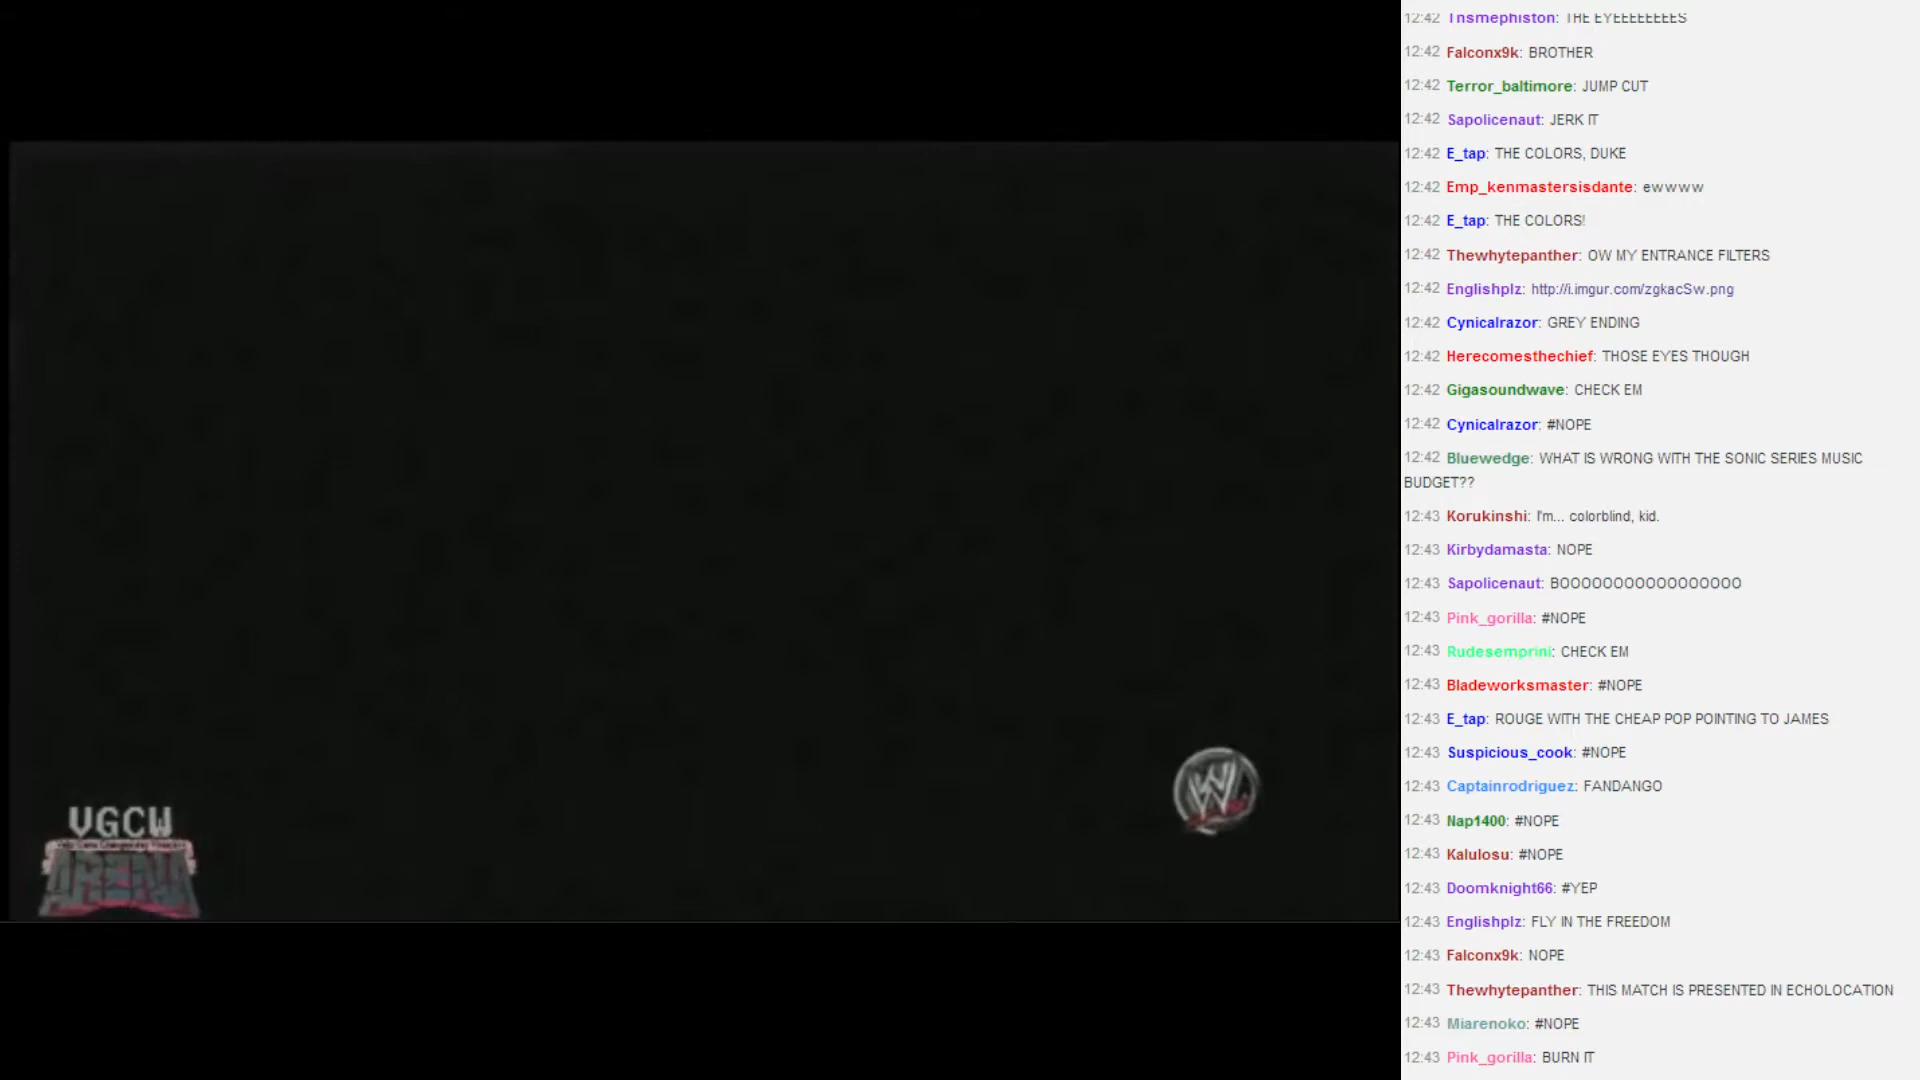 VGCW
ARENA
W
12:42 Tnsmephiston: THE EYEEEEEEES
12:42 Falconx9k: BROTHER
12:42 Terror_baltimore: JUMP CUT
12:42 Sapolicenaut: JERK IT
12:42 E_tap: THE COLORS, DUKE
12:42 Emp_kenmastersisdante: ewwww
12:42 E_tap: THE COLORS!
12:42 Thewhytepanther: OW MY ENTRANCE FILTERS
12:42 Englishplz: http://i.imgur.com/zgkacSw.png
12:42 Cynicalrazor: GREY ENDING
12:42 Herecomesthechief: THOSE EYES THOUGH
12:42 Gigasoundwave: CHECK EM
12:42 Cynicalrazor: #NOPE
12:42 Bluewedge: WHAT IS WRONG WITH THE SONIC SERIES MUSIC
BUDGET??
12:43 Korukinshi: I'm... colorblind, kid.
12:43 Kirbydamasta: NOPE
12:43 Sapolicenaut: BOOOOOOOOOOOOOOOOO
12:43 Pink_gorilla: #NOPE
12:43 Rudesemprini: CHECK EM
12:43 Bladeworksmaster: #NOPE
12:43 E_tap: ROUGE WITH THE CHEAP POP POINTING TO JAMES
12:43 Suspicious_cook: #NOPE
12:43 Captainrodriguez: FANDANGO
12:43 Nap1400: #NOPE
12:43 Kalulosu: #NOPE
12:43 Doomknight66: #YEP
12:43 Englishplz: FLY IN THE FREEDOM
12:43 Falconx9k: NOPE
12:43 Thewhytepanther: THIS MATCH IS PRESENTED IN ECHOLOCATION
12:43 Miarenoko: #NOPE
12:43 Pink_gorilla: BURN IT